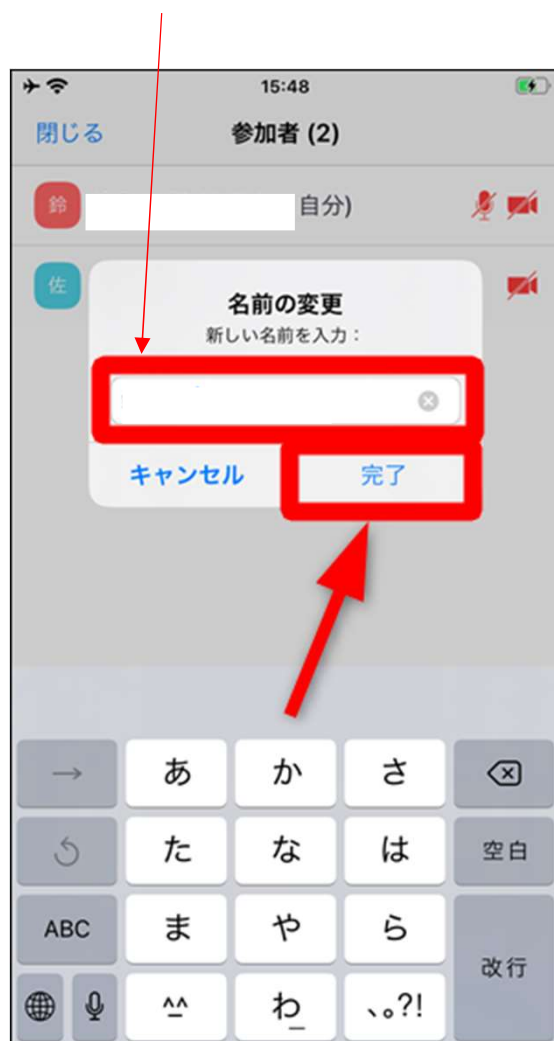 15:48
閉じる 参加者 (2)
鈴 自分)
佐
名前の変更
新しい名前を入力：
キャンセル 完了
→ あ か さ
た な は 空白
ABC ま や ら
改行
^^ わ_ 、。?!